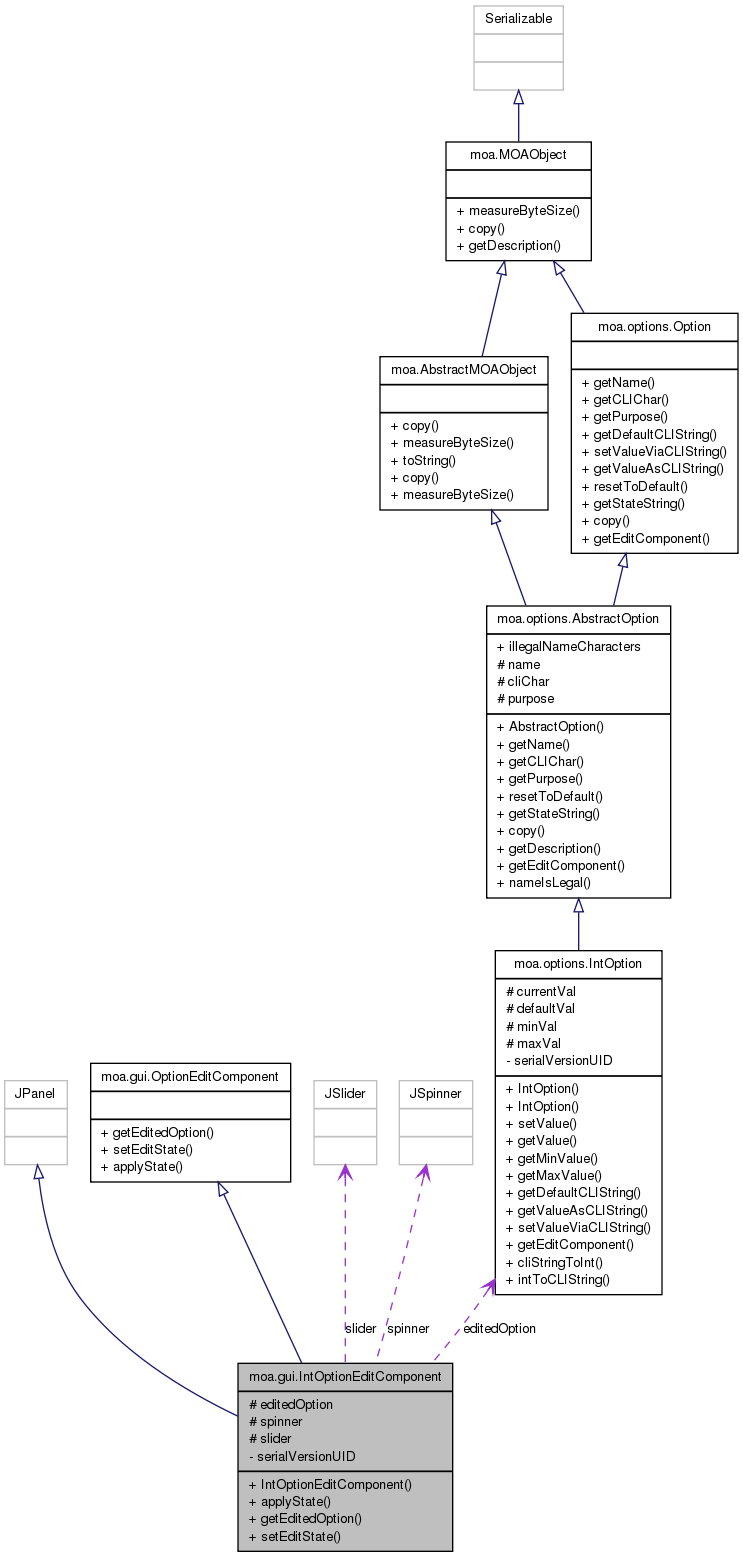 Serializable
moa.MOAObject
+ measureByteSize()
+ copy()
+ getDescription()
moa.options.Option
+ getName()
+ getCLIChar()
+ getPurpose()
+ getDefaultCLIString()
+ setValueViaCLIString()
+ getValueAsCLIString()
+ resetToDefault()
+ getStateString()
+ copy()
+ getEditComponent()
moa.AbstractMOAObject
+ copy()
+ measureByteSize()
+ toString()
+ copy()
+ measureByteSize()
moa.options.AbstractOption
+ illegalNameCharacters
# name
# cliChar
# purpose
+ AbstractOption()
+ getName()
+ getCLIChar()
+ getPurpose()
+ resetToDefault()
+ getStateString()
+ copy()
+ getDescription()
+ getEditComponent()
+ nameIsLegal()
moa.options.IntOption
# currentVal
# defaultVal
# minVal
# maxVal
- serialVersionUID
+ IntOption()
+ IntOption()
+ setValue()
+ getValue()
+ getMinValue()
+ getMaxValue()
+ getDefaultCLIString()
+ getValueAsCLIString()
+ setValueViaCLIString()
+ getEditComponent()
+ cliStringToInt()
+ intToCLIString()
JPanel
moa.gui.OptionEditComponent
+ getEditedOption()
+ setEditState()
+ applyState()
JSlider
JSpinner
slider
spinner
editedOption
moa.gui.IntOptionEditComponent
# editedOption
# spinner
# slider
- serialVersionUID
+ IntOptionEditComponent()
+ applyState()
+ getEditedOption()
+ setEditState()